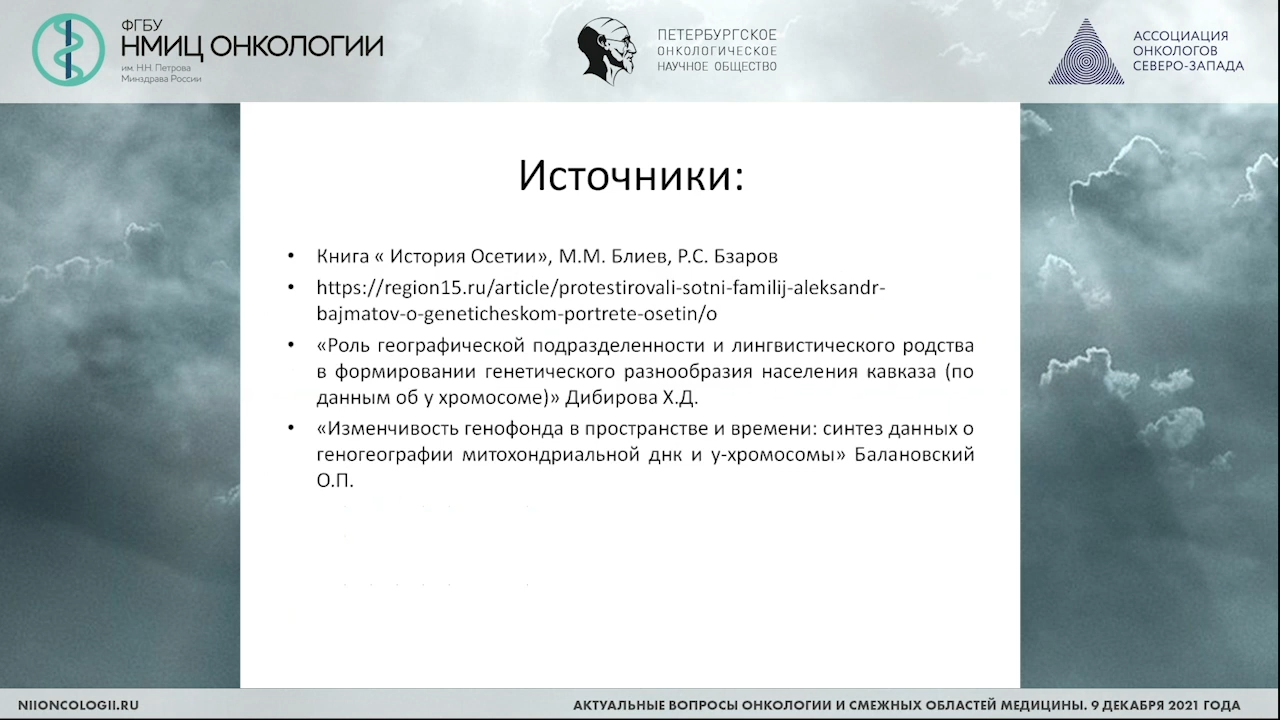 ФГБУ
НМИЦ ОНКОЛОГИИ
им. Н.Н. Петрова
Минздрава России
ПЕТЕРБУРГСКОЕ
ОНКОЛОГИЧЕСКОЕ
НАУЧНОЕ ОБЩЕСТВО
АССОЦИАЦИЯ
ОНКОЛОГОВ
СЕВЕРО-ЗАПАДА
Источники:
• Книга « История Осетии», М.М. Блиев, Р.С. Бзаров
• https://region15.ru/article/protestirovali-sotni-familij-aleksandr-
bajmatov-o-geneticheskom-portrete-osetin/o
• «Роль географической подразделенности и лингвистического родства
в формировании генетического разнообразия населения кавказа (по
данным об у хромосоме)» Дибирова Х.Д.
• «Изменчивость генофонда в пространстве и времени: синтез данных о
геногеографии митохондриальной днк и у-хромосомы» Балановский
О.П.
NIIONCOLOGII.RU
АКТУАЛЬНЫЕ ВОПРОСЫ ОНКОЛОГИИ И СМЕЖНЫХ ОБЛАСТЕЙ МЕДИЦИНЫ. 9 ДЕКАБРЯ 2021 ГОДА